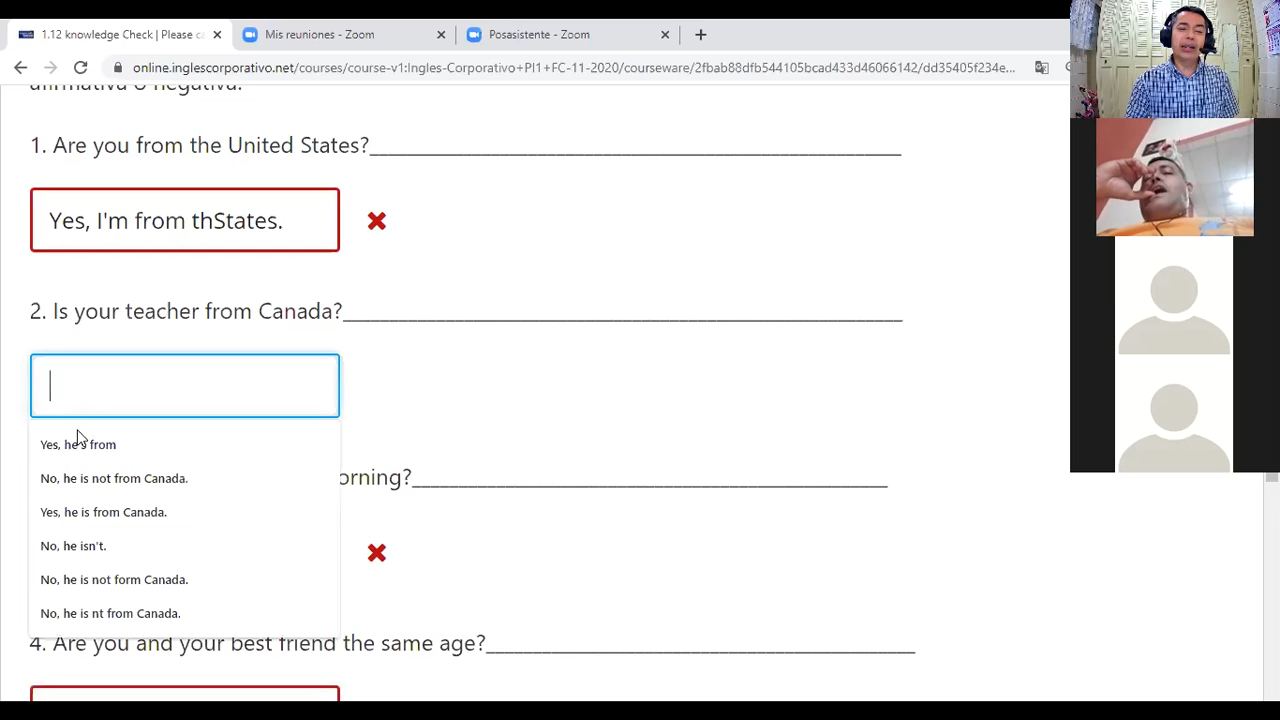 1.12 knowledge Check | Please ca
Mis reuniones - Zoom
Posasistente - Zoom
online.inglescorporativo.net/courses/course-v1:Inglescorporativo+PI1+FC-11-2020/courseware/2fbab88dfb544105bcad433d46066142/dd35405f234e...
afirmativa o negativa.
1. Are you from the United States?
Yes, I'm from thStates.
2. Is your teacher from Canada?
Yes, he's from
No, he is not from Canada.
Yes, he is from Canada.
No, he isn't.
No, he is not form Canada.
No, he is nt from Canada.
orning?
4. Are you and your best friend the same age?